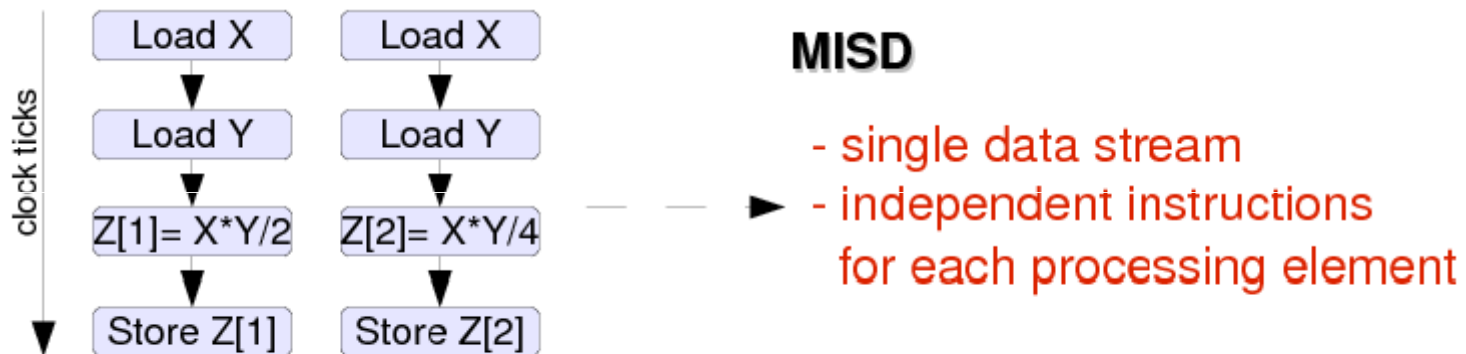 clock ticks
Load X
Load Y
Z[1]= X*Y/2
Store Z[1]
Load X
Load Y
Z[2]= X*Y/4
Store Z[2]
MISD
- single data stream
- independent instructions
for each processing element